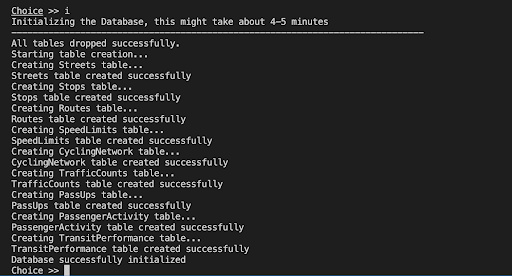 Choice >> i
Initializing the Database, this might take about 4-5 minutes
--------------------------------------------------------------------------------
All tables dropped successfully.
Starting table creation...
Creating Streets table...
Streets table created successfully
Creating Stops table...
Stops table created successfully
Creating Routes table...
Routes table created successfully
Creating SpeedLimits table...
SpeedLimits table created successfully
Creating CyclingNetwork table...
CyclingNetwork table created successfully
Creating TrafficCounts table...
TrafficCounts table created successfully
Creating PassUps table...
PassUps table created successfully
Creating PassengerActivity table...
PassengerActivity table created successfully
Creating TransitPerformance table...
TransitPerformance table created successfully
Database successfully initialized
Choice >>